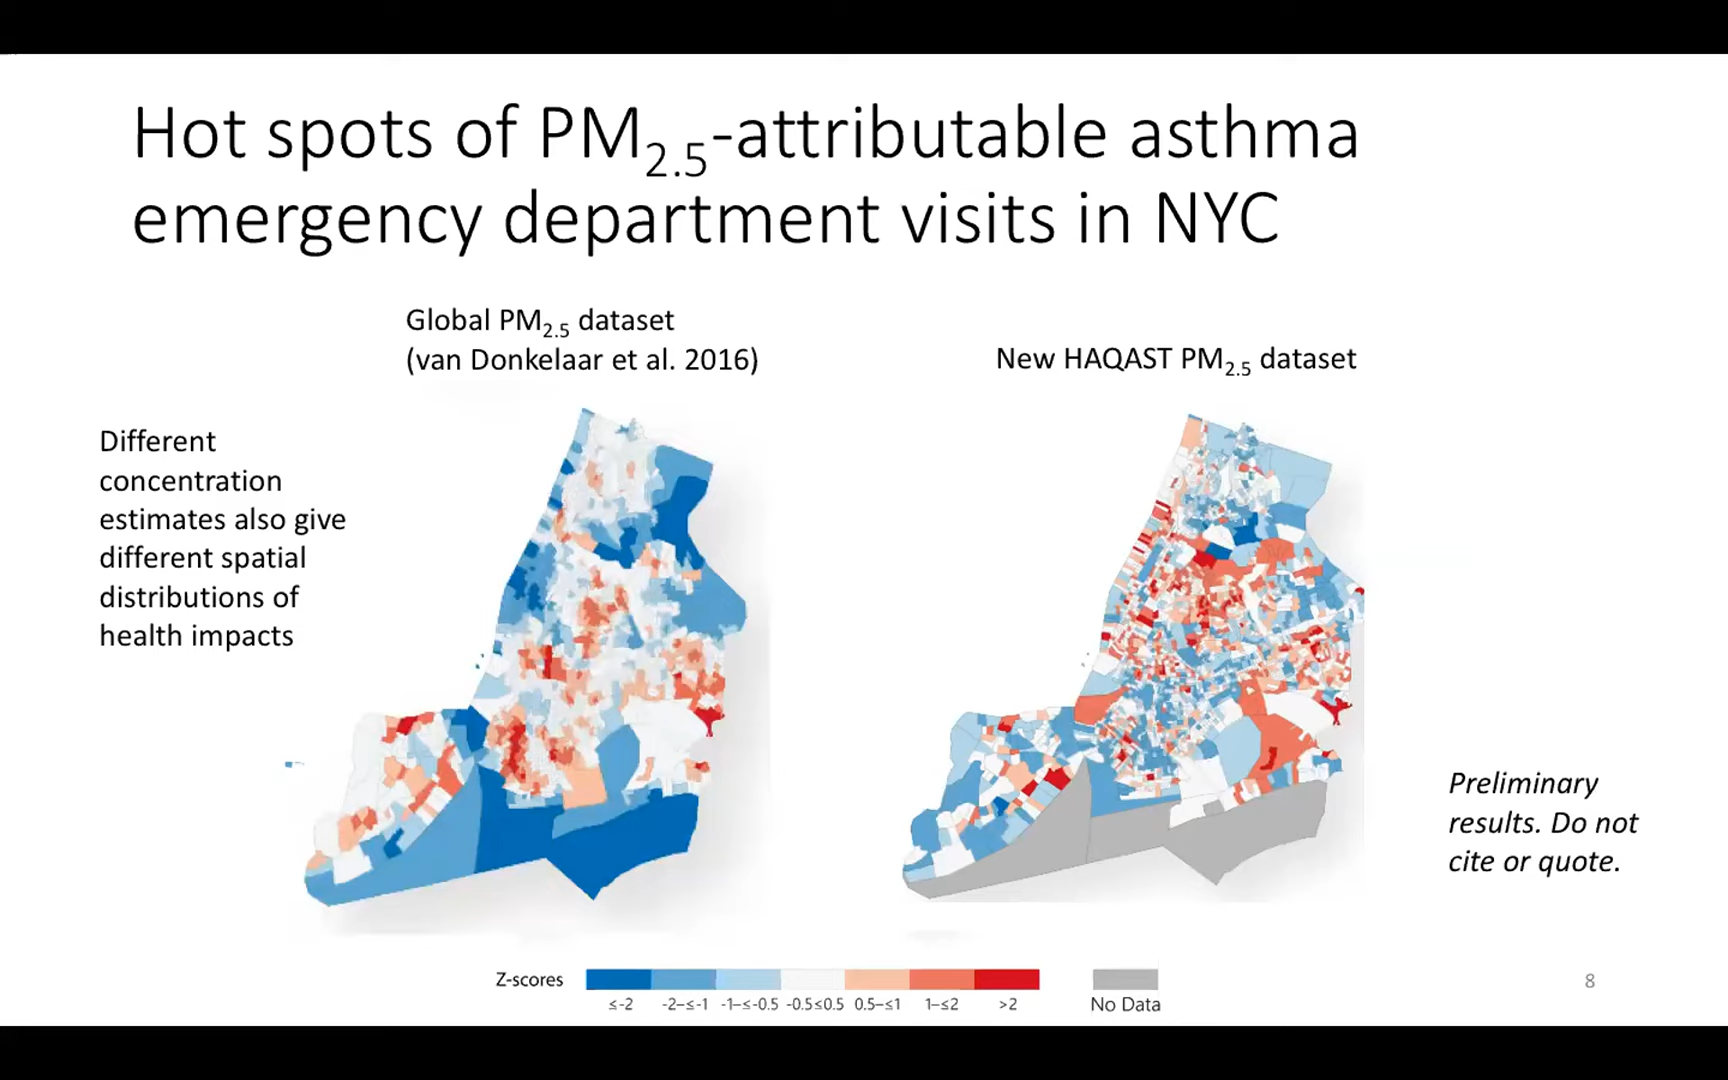 Hot spots of PM2.5-attributable asthma
emergency department visits in NYC
Global PM2.5 dataset
(van Donkelaar et al. 2016)
New HAQAST PM2.5 dataset
Different
concentration
estimates also give
different spatial
distributions of
health impacts
Preliminary
results. Do not
cite or quote.
Z-scores
≤-2 -2–≤-1 -1–≤-0.5 -0.5≤0.5 0.5–≤1 1–≤2 >2
No Data
8